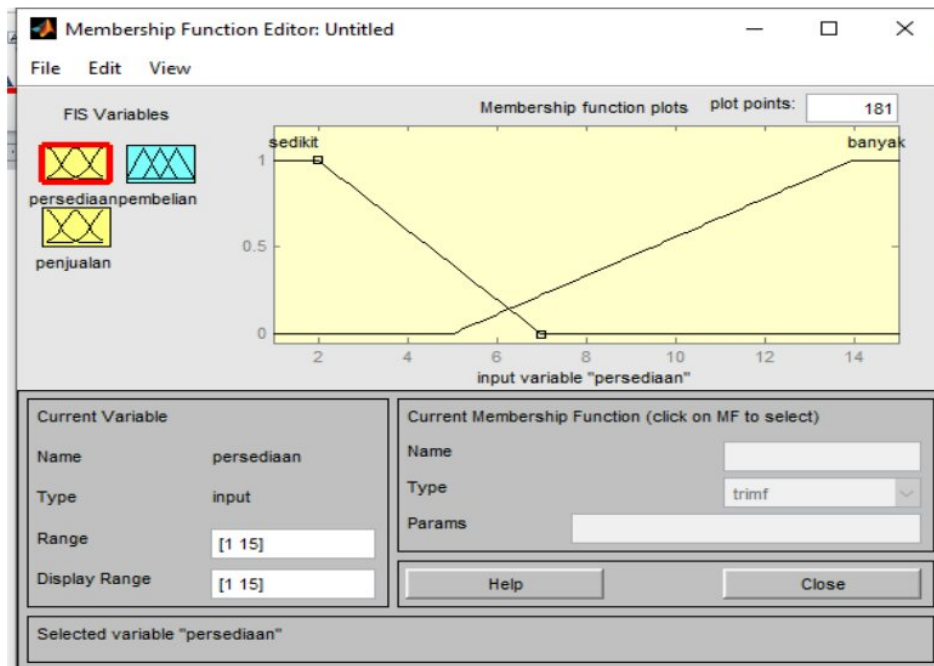 Membership Function Editor: Untitled
File Edit View
FIS Variables
Membership function plots plot points: 181
persediaan pembelian
penjualan
sedikit banyak
1
0.5
0
2 4 6 8 10 12 14
input variable "persediaan"
Current Variable
Name persediaan
Type input
Range [1 15]
Display Range [1 15]
Current Membership Function (click on MF to select)
Name
Type trimf
Params
Help Close
Selected variable "persediaan"